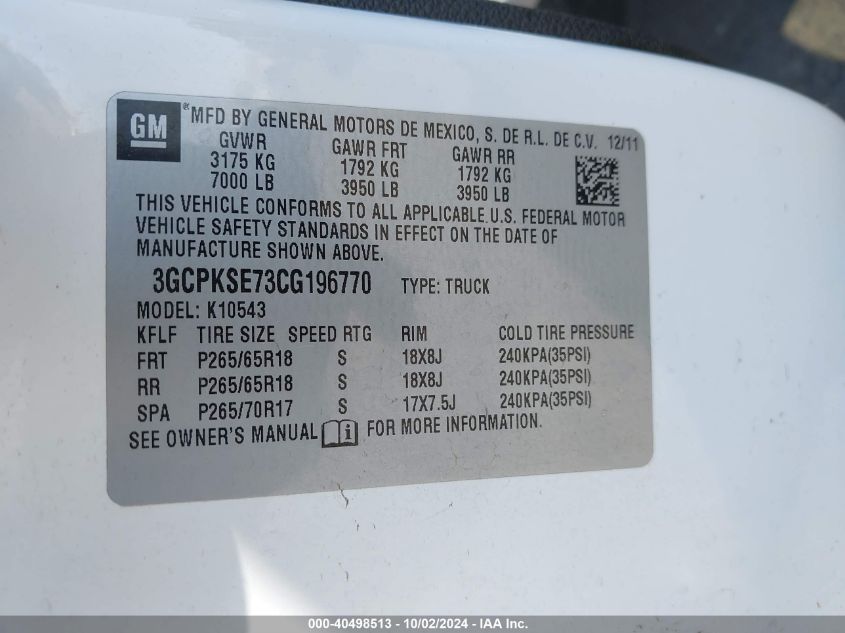 GM ® MFD BY GENERAL MOTORS DE MEXICO, S. DE R.L. DE C.V. 12/11
GVWR GAWR FRT GAWR RR
3175 KG 1792 KG 1792 KG
7000 LB 3950 LB 3950 LB
THIS VEHICLE CONFORMS TO ALL APPLICABLE U.S. FEDERAL MOTOR
VEHICLE SAFETY STANDARDS IN EFFECT ON THE DATE OF
MANUFACTURE SHOWN ABOVE.
3GCPKSE73CG196770 TYPE: TRUCK
MODEL: K10543
KFLF TIRE SIZE SPEED RTG RIM COLD TIRE PRESSURE
FRT P265/65R18 S 18X8J 240KPA(35PSI)
RR P265/65R18 S 18X8J 240KPA(35PSI)
SPA P265/70R17 S 17X7.5J 240KPA(35PSI)
SEE OWNER'S MANUAL i FOR MORE INFORMATION.
000-40498513 - 10/02/2024 - IAA Inc.